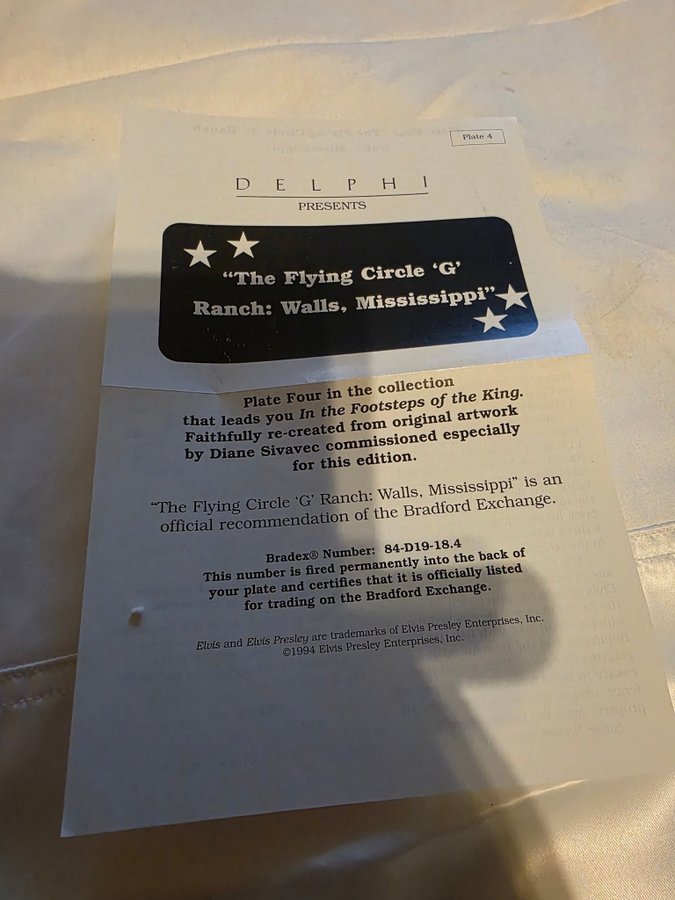 Plate 4
DELPHI
PRESENTS
“The Flying Circle ‘G’
Ranch: Walls, Mississippi”
Plate Four in the collection
that leads you In the Footsteps of the King.
Faithfully re-created from original artwork
by Diane Sivavec commissioned especially
for this edition.
“The Flying Circle ‘G’ Ranch: Walls, Mississippi” is an
official recommendation of the Bradford Exchange.
Bradex® Number: 84-D19-18.4
This number is fired permanently into the back of
your plate and certifies that it is officially listed
for trading on the Bradford Exchange.
Elvis and Elvis Presley are trademarks of Elvis Presley Enterprises, Inc.
©1994 Elvis Presley Enterprises, Inc.